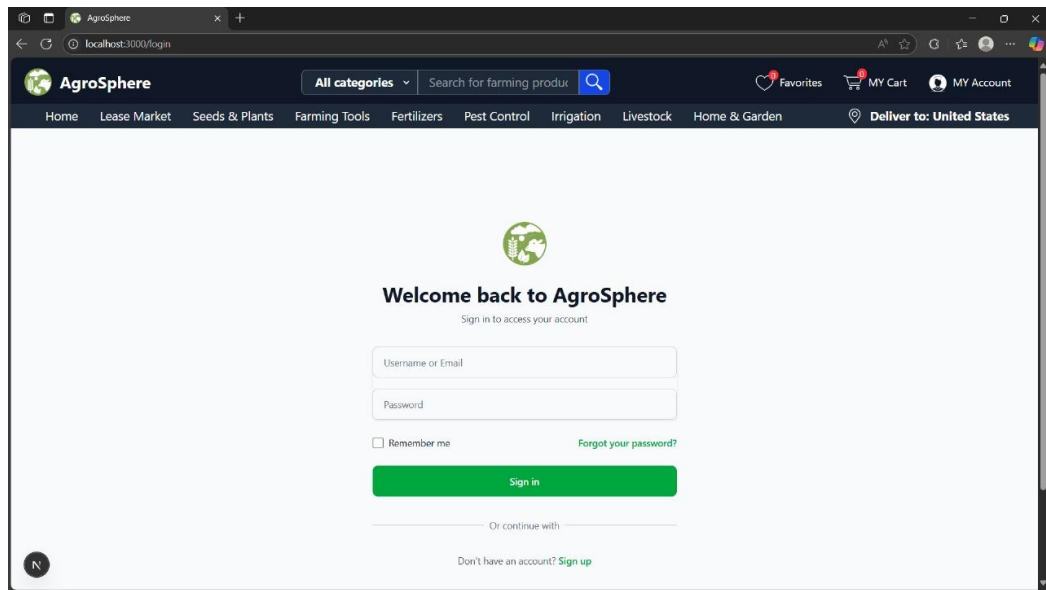 AgroSphere
localhost:3000/login
AgroSphere All categories Search for farming produc 0 Favorites 0 MY Cart MY Account
Home Lease Market Seeds & Plants Farming Tools Fertilizers Pest Control Irrigation Livestock Home & Garden Deliver to: United States
Welcome back to AgroSphere
Sign in to access your account
Username or Email
Password
Remember me Forgot your password?
Sign in
Or continue with
Don't have an account? Sign up
N